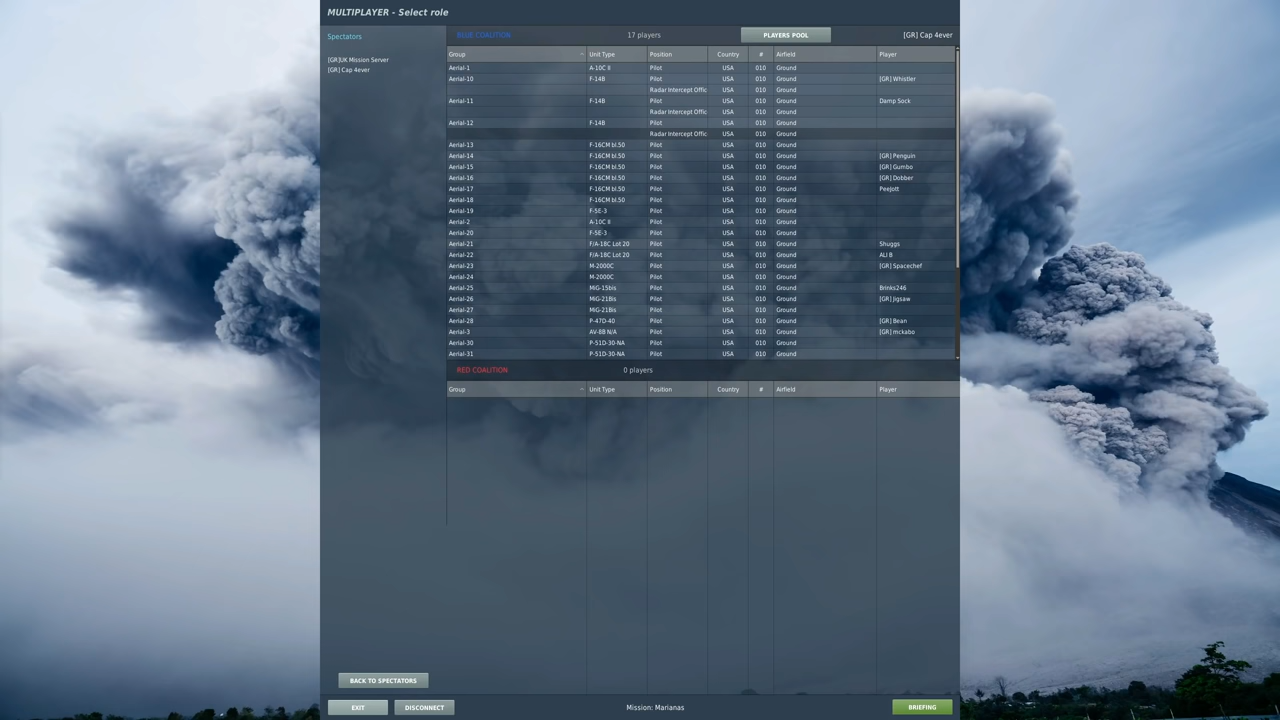 MULTIPLAYER - Select role
Spectators
[GR]UK Mission Server
[GR] Cap 4ever
BLUE COALITION 17 players PLAYERS POOL [GR] Cap 4ever
Group Unit Type Position Country # Airfield Player
Aerial-1 A-10C II Pilot USA 010 Ground
Aerial-10 F-14B Pilot USA 010 Ground [GR] Whistler
Radar Intercept Offic USA 010 Ground
Aerial-11 F-14B Pilot USA 010 Ground Damp Sock
Radar Intercept Offic USA 010 Ground
Aerial-12 F-14B Pilot USA 010 Ground
Radar Intercept Offic USA 010 Ground
Aerial-13 F-16CM bl.50 Pilot USA 010 Ground
Aerial-14 F-16CM bl.50 Pilot USA 010 Ground [GR] Penguin
Aerial-15 F-16CM bl.50 Pilot USA 010 Ground [GR] Gumbo
Aerial-16 F-16CM bl.50 Pilot USA 010 Ground [GR] Dobber
Aerial-17 F-16CM bl.50 Pilot USA 010 Ground PeeJott
Aerial-18 F-16CM bl.50 Pilot USA 010 Ground
Aerial-19 F-5E-3 Pilot USA 010 Ground
Aerial-2 A-10C II Pilot USA 010 Ground
Aerial-20 F-5E-3 Pilot USA 010 Ground
Aerial-21 F/A-18C Lot 20 Pilot USA 010 Ground Shuggs
Aerial-22 F/A-18C Lot 20 Pilot USA 010 Ground ALI B
Aerial-23 M-2000C Pilot USA 010 Ground [GR] Spacechef
Aerial-24 M-2000C Pilot USA 010 Ground
Aerial-25 MiG-15bis Pilot USA 010 Ground Brinks246
Aerial-26 MiG-21Bis Pilot USA 010 Ground [GR] Jigsaw
Aerial-27 MiG-21Bis Pilot USA 010 Ground
Aerial-28 P-47D-40 Pilot USA 010 Ground [GR] Bean
Aerial-3 AV-8B N/A Pilot USA 010 Ground [GR] mckabo
Aerial-30 P-51D-30-NA Pilot USA 010 Ground
Aerial-31 P-51D-30-NA Pilot USA 010 Ground
RED COALITION 0 players
Group Unit Type Position Country # Airfield Player
BACK TO SPECTATORS
EXIT DISCONNECT Mission: Marianas BRIEFING